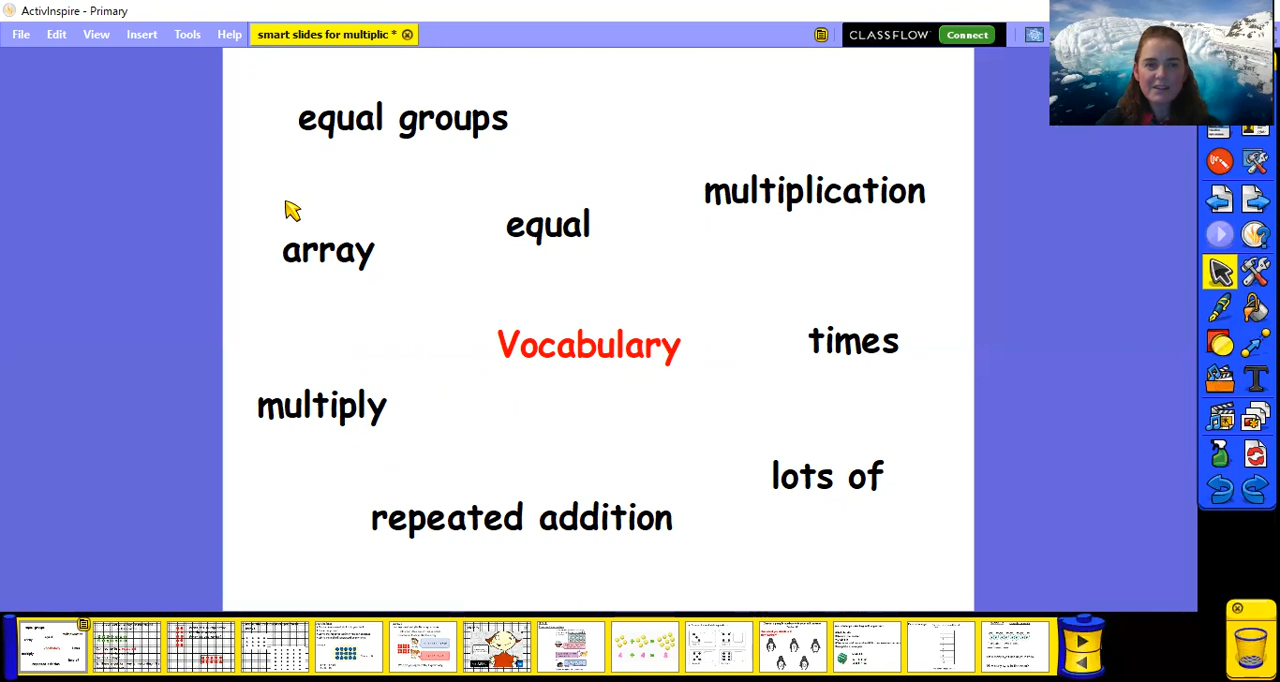 ActivInspire - Primary
File Edit View Insert Tools Help
smart slides for multiplic *
CLASSFLOW Connect
equal groups
multiplication
equal
array
Vocabulary
times
multiply
lots of
repeated addition